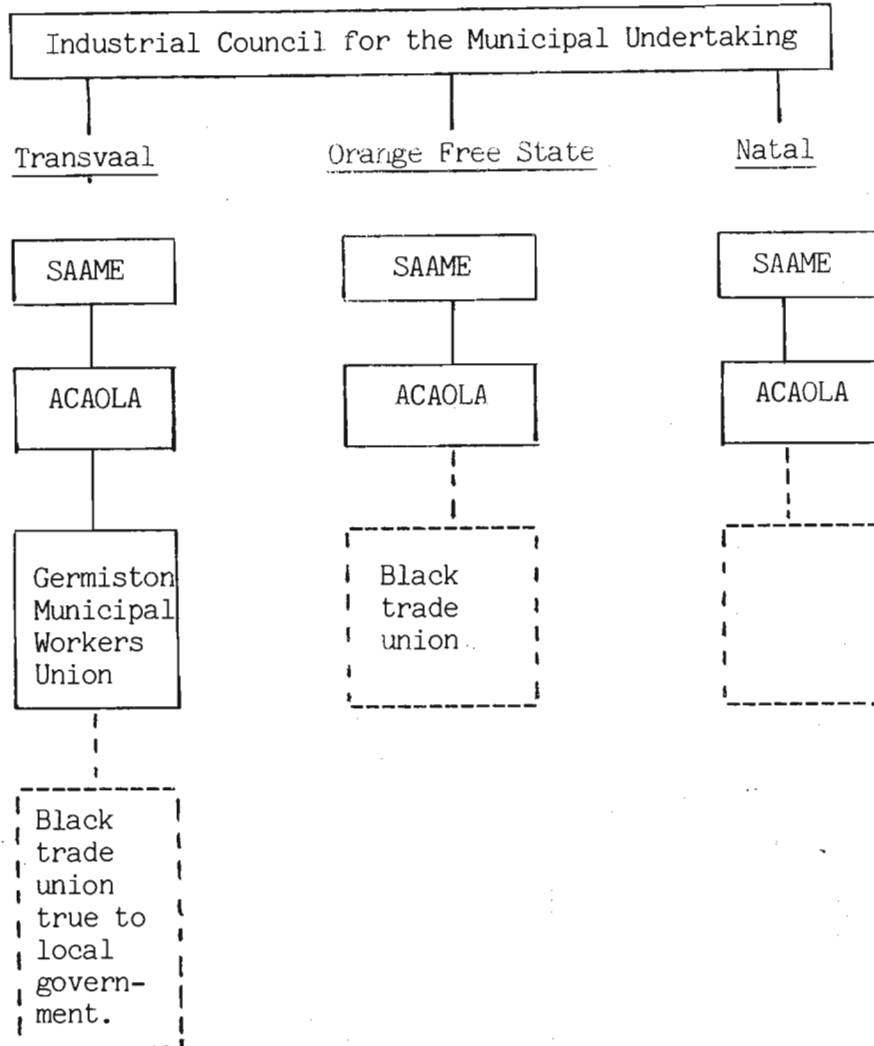 Industrial Council for the Municipal Undertaking
Transvaal
Orange Free State
Natal
SAAME
SAAME
SAAME
ACAOLA
ACAOLA
ACAOLA
Germiston
Municipal
Workers
Union
Black
trade
union
Black
trade
union
true to
local
govern-
ment.